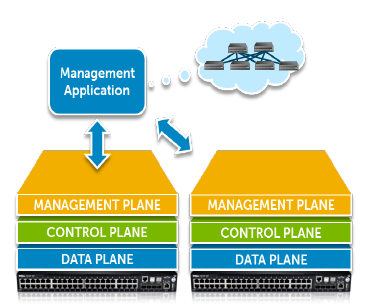 Management
Application
MANAGEMENT PLANE
CONTROL PLANE
DATA PLANE
MANAGEMENT PLANE
CONTROL PLANE
DATA PLANE